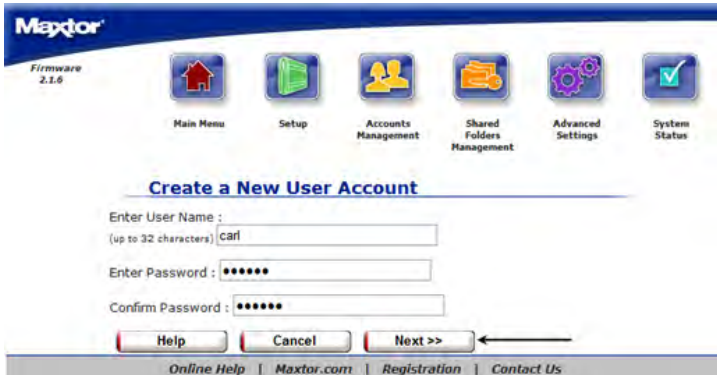 Maxtor
Firmware
2.1.6
Main Menu
Setup
Accounts
Management
Shared
Folders
Management
Advanced
Settings
System
Status
Create a New User Account
Enter User Name :
(up to 32 characters) carl
Enter Password : ••••••
Confirm Password : ••••••
Help Cancel Next >>
Online Help | Maxtor.com | Registration | Contact Us